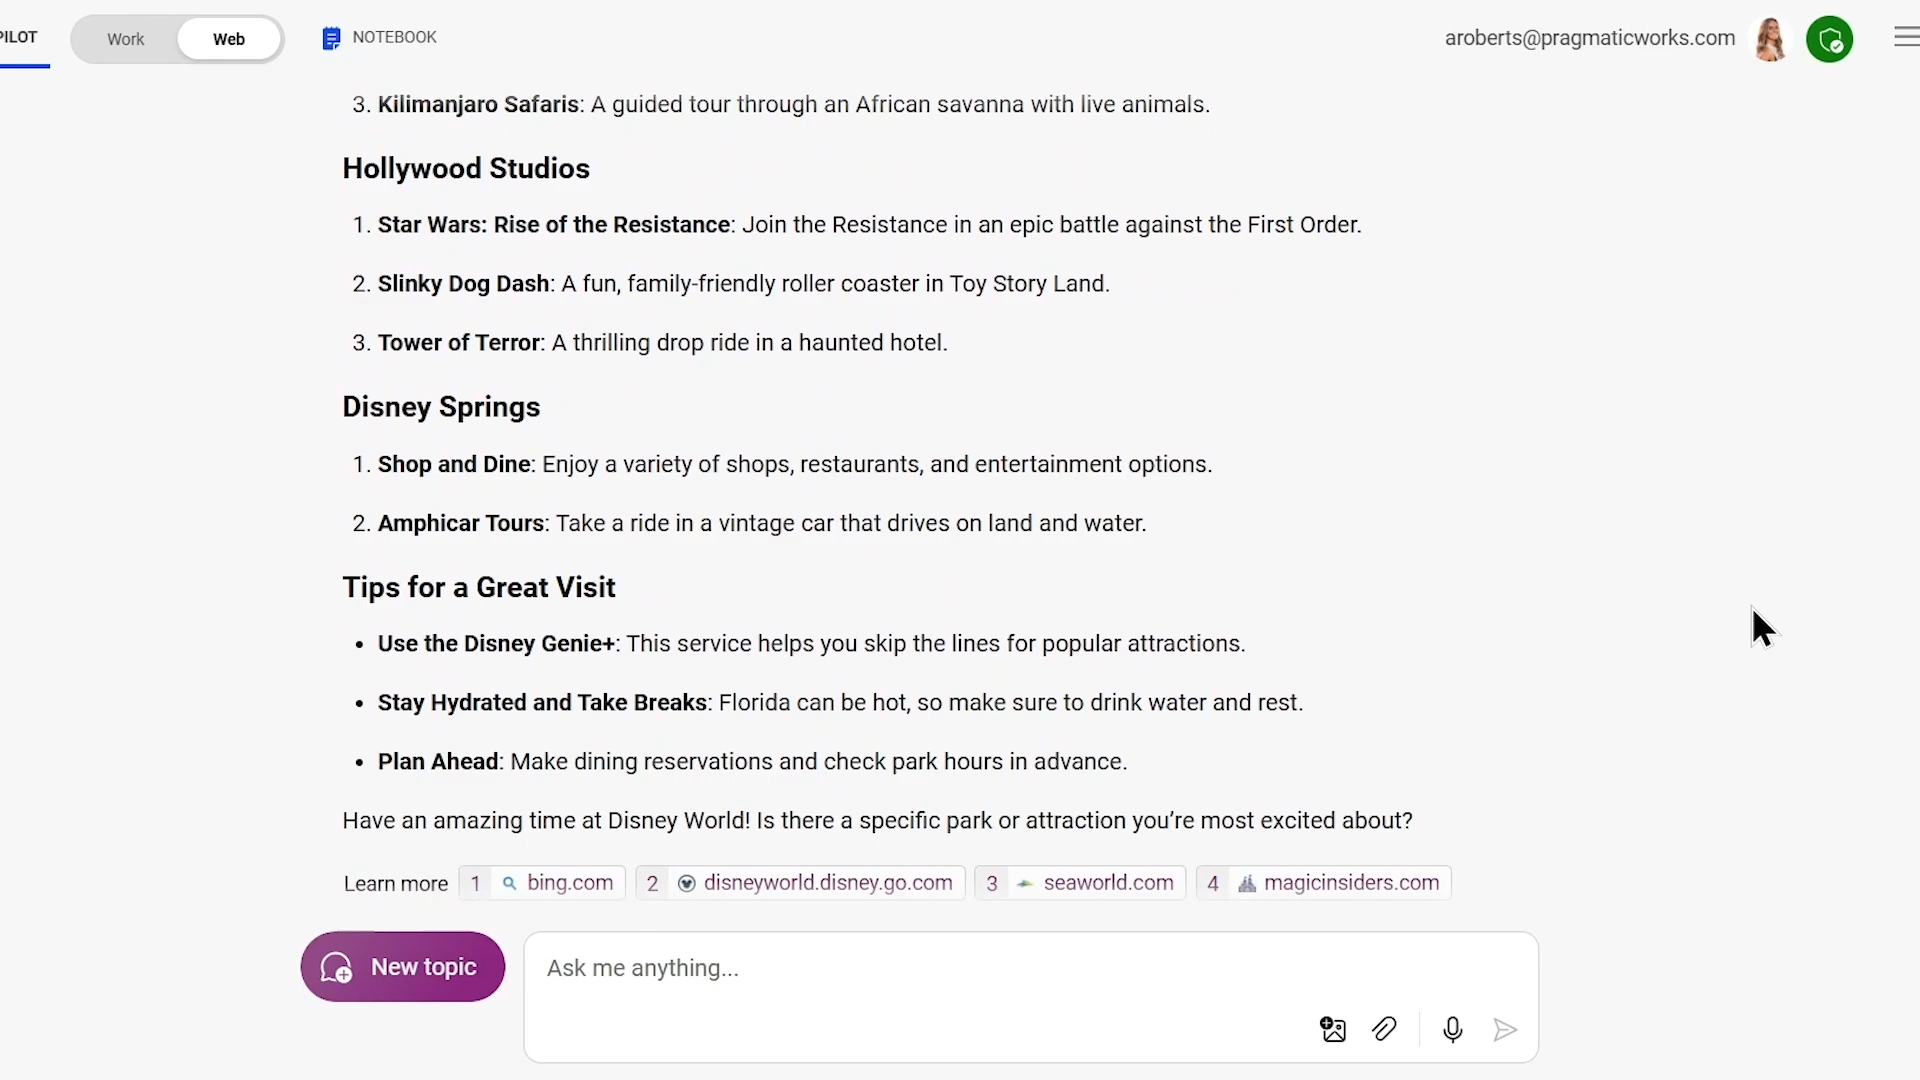 PILOT
Work
Web
NOTEBOOK
aroberts@pragmaticworks.com
3. Kilimanjaro Safaris: A guided tour through an African savanna with live animals.
Hollywood Studios
1. Star Wars: Rise of the Resistance: Join the Resistance in an epic battle against the First Order.
2. Slinky Dog Dash: A fun, family-friendly roller coaster in Toy Story Land.
3. Tower of Terror: A thrilling drop ride in a haunted hotel.
Disney Springs
1. Shop and Dine: Enjoy a variety of shops, restaurants, and entertainment options.
2. Amphicar Tours: Take a ride in a vintage car that drives on land and water.
Tips for a Great Visit
• Use the Disney Genie+: This service helps you skip the lines for popular attractions.
• Stay Hydrated and Take Breaks: Florida can be hot, so make sure to drink water and rest.
• Plan Ahead: Make dining reservations and check park hours in advance.
Have an amazing time at Disney World! Is there a specific park or attraction you’re most excited about?
Learn more 1 bing.com 2 disneyworld.disney.go.com 3 seaworld.com 4 magicinsiders.com
New topic
Ask me anything...